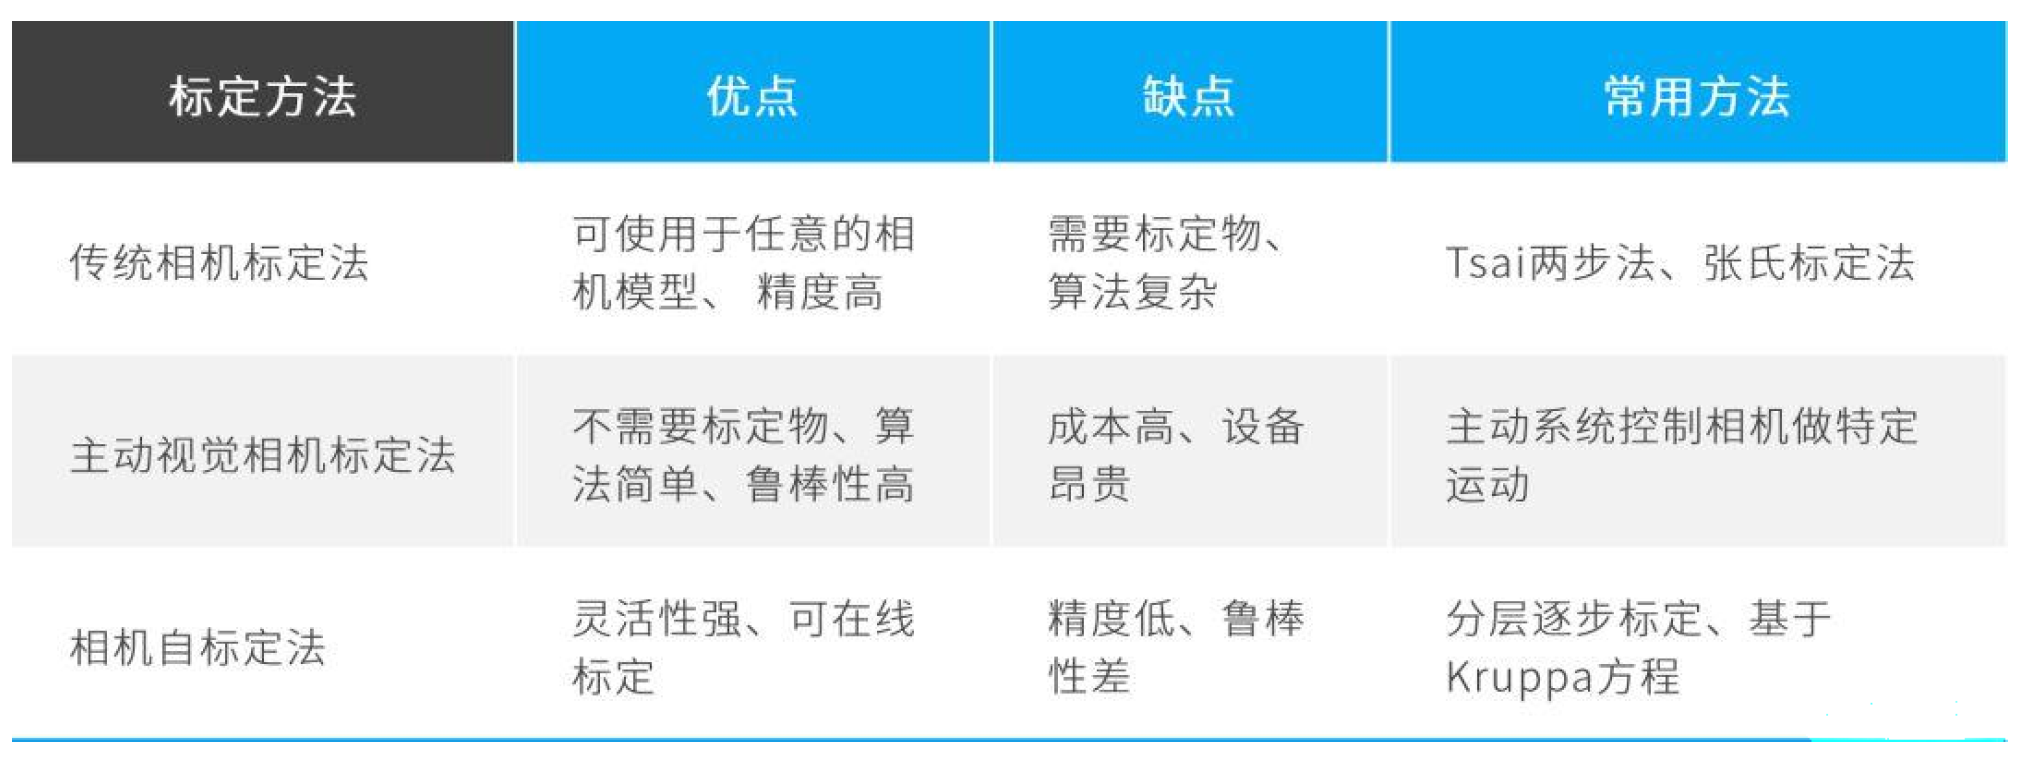 标定方法 优点 缺点 常用方法
传统相机标定法
可使用于任意的相
机模型、 精度高
需要标定物、
算法复杂
Tsai两步法、张氏标定法
主动视觉相机标定法
不需要标定物、算
法简单、鲁棒性高
成本高、设备
昂贵
主动系统控制相机做特定
运动
相机自标定法
灵活性强、可在线
标定
精度低、鲁棒
性差
分层逐步标定、基于
Kruppa方程